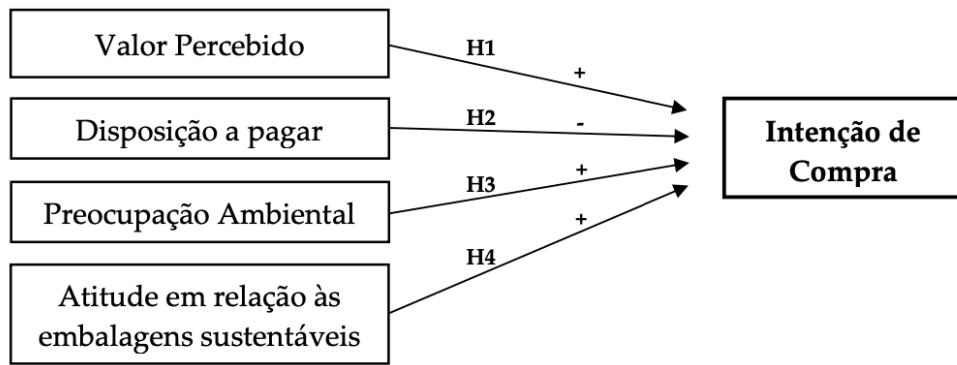 Valor Percebido
H1
+
Disposição a pagar
H2
-
Preocupação Ambiental
H3
+
Atitude em relação às
embalagens sustentáveis
H4
+
Intenção de
Compra